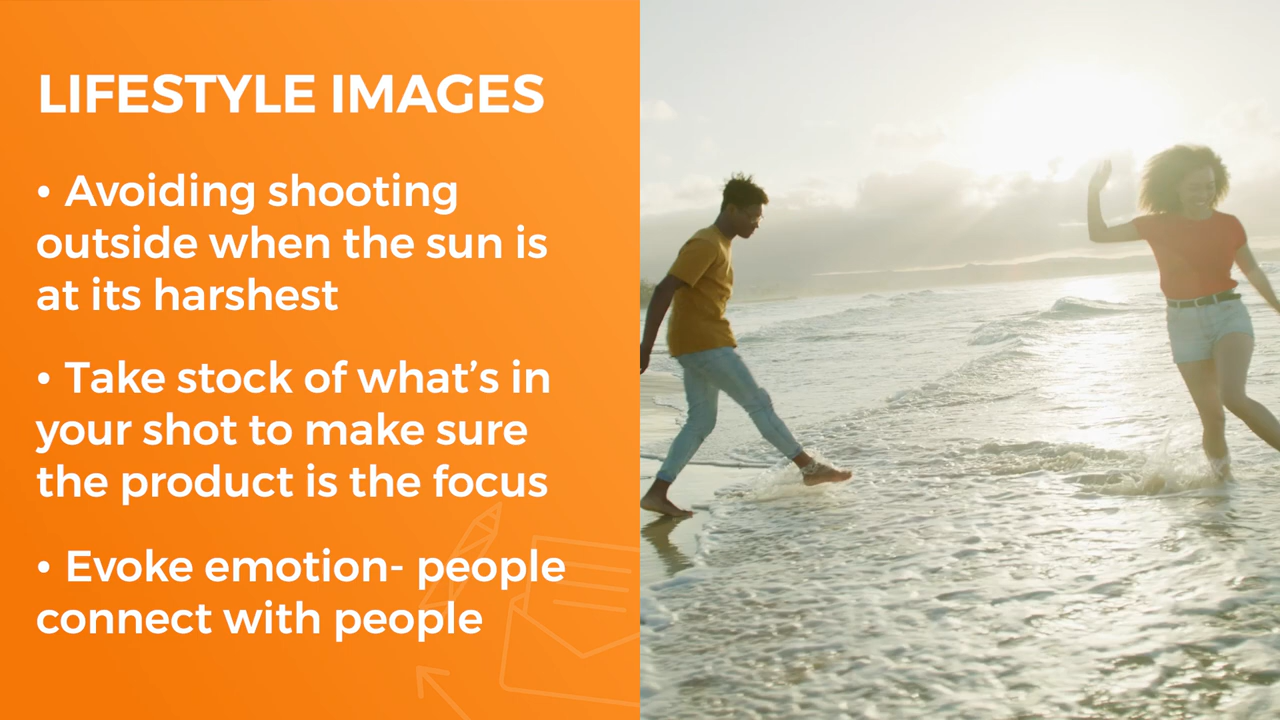 LIFESTYLE IMAGES
• Avoiding shooting
outside when the sun is
at its harshest
• Take stock of what’s in
your shot to make sure
the product is the focus
• Evoke emotion- people
connect with people